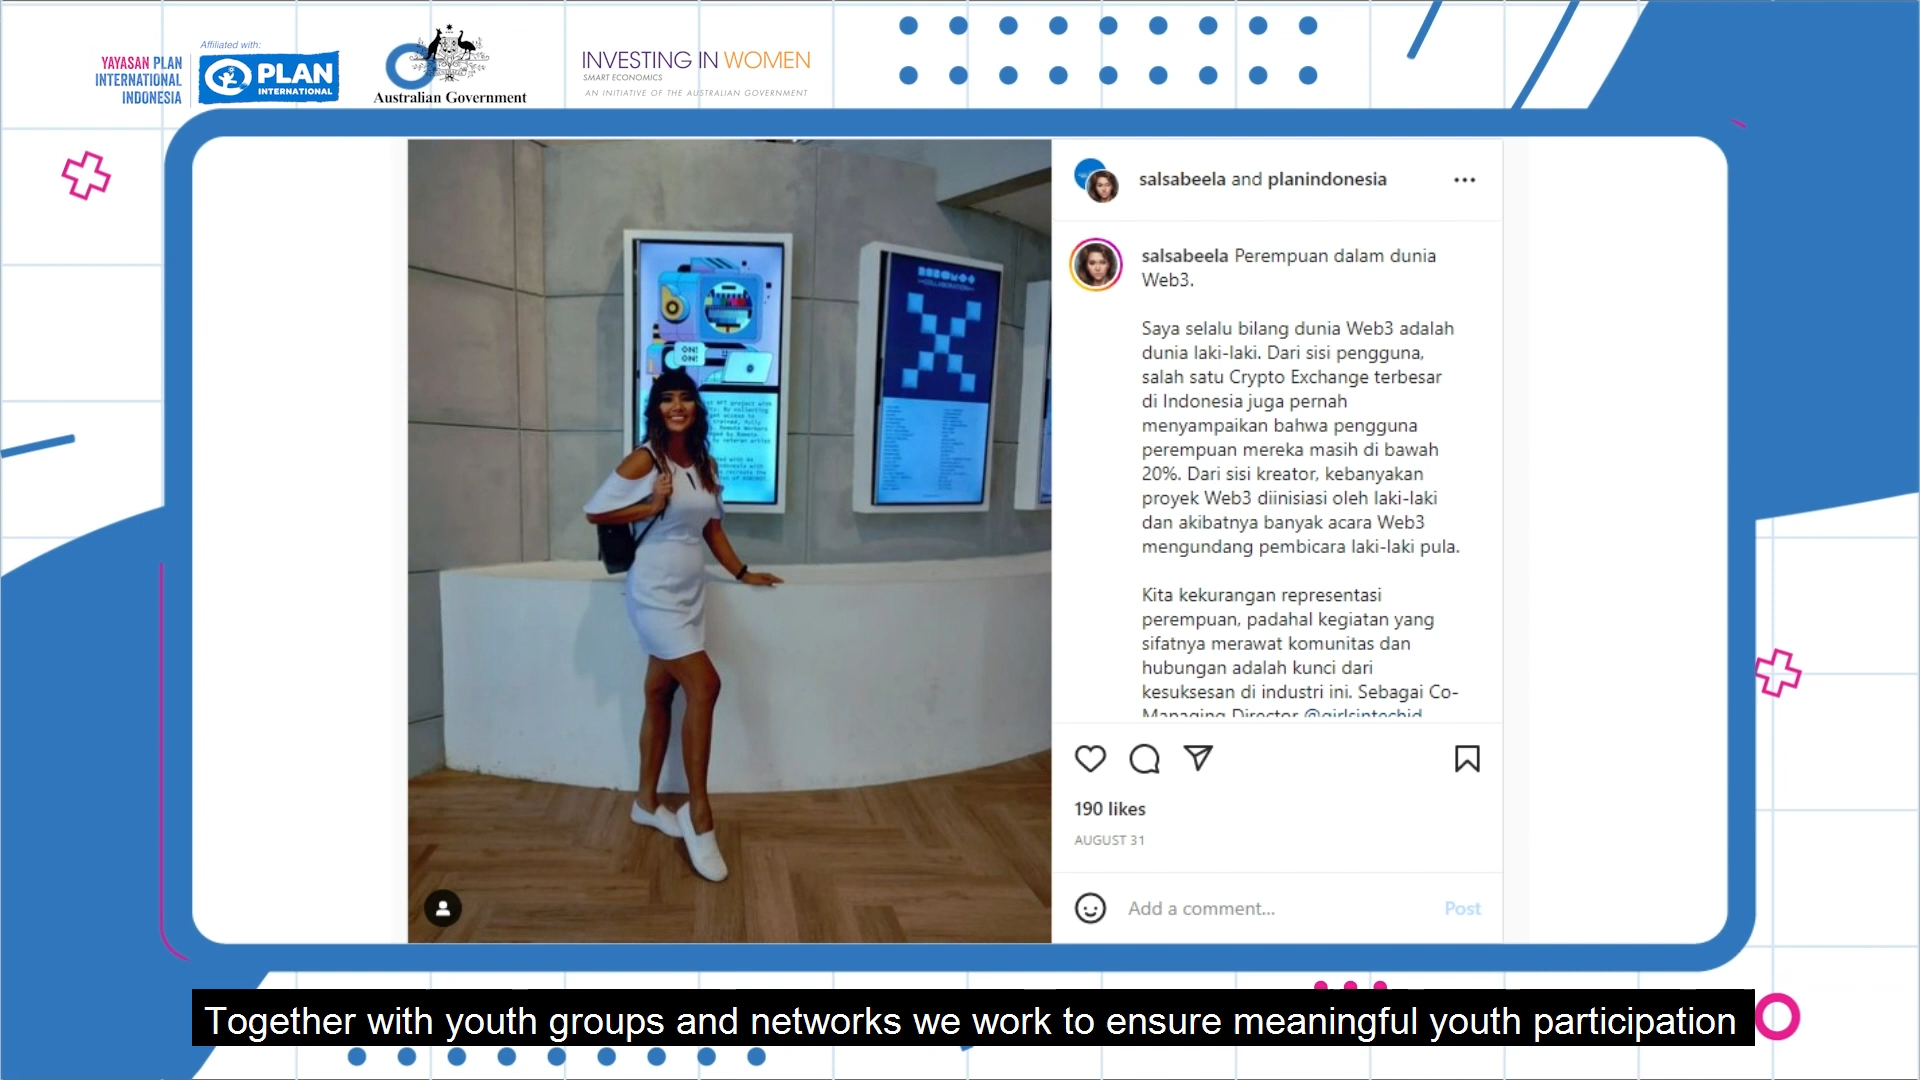 Affiliated with:
YAYASAN PLAN
INTERNATIONAL
INDONESIA
PLAN
INTERNATIONAL
Australian Government
INVESTING IN WOMEN
SMART ECONOMICS
AN INITIATIVE OF THE AUSTRALIAN GOVERNMENT
ON!
ON!
COLLABORATION
salsabeela and planindonesia
salsabeela Perempuan dalam dunia
Web3.
Saya selalu bilang dunia Web3 adalah
dunia laki-laki. Dari sisi pengguna,
salah satu Crypto Exchange terbesar
di Indonesia juga pernah
menyampaikan bahwa pengguna
perempuan mereka masih di bawah
20%. Dari sisi kreator, kebanyakan
proyek Web3 diinisiasi oleh laki-laki
dan akibatnya banyak acara Web3
mengundang pembicara laki-laki pula.
Kita kekurangan representasi
perempuan, padahal kegiatan yang
sifatnya merawat komunitas dan
hubungan adalah kunci dari
kesuksesan di industri ini. Sebagai Co-
Managing Director @girlsintechid
190 likes
AUGUST 31
Add a comment...
Post
Together with youth groups and networks we work to ensure meaningful youth participation